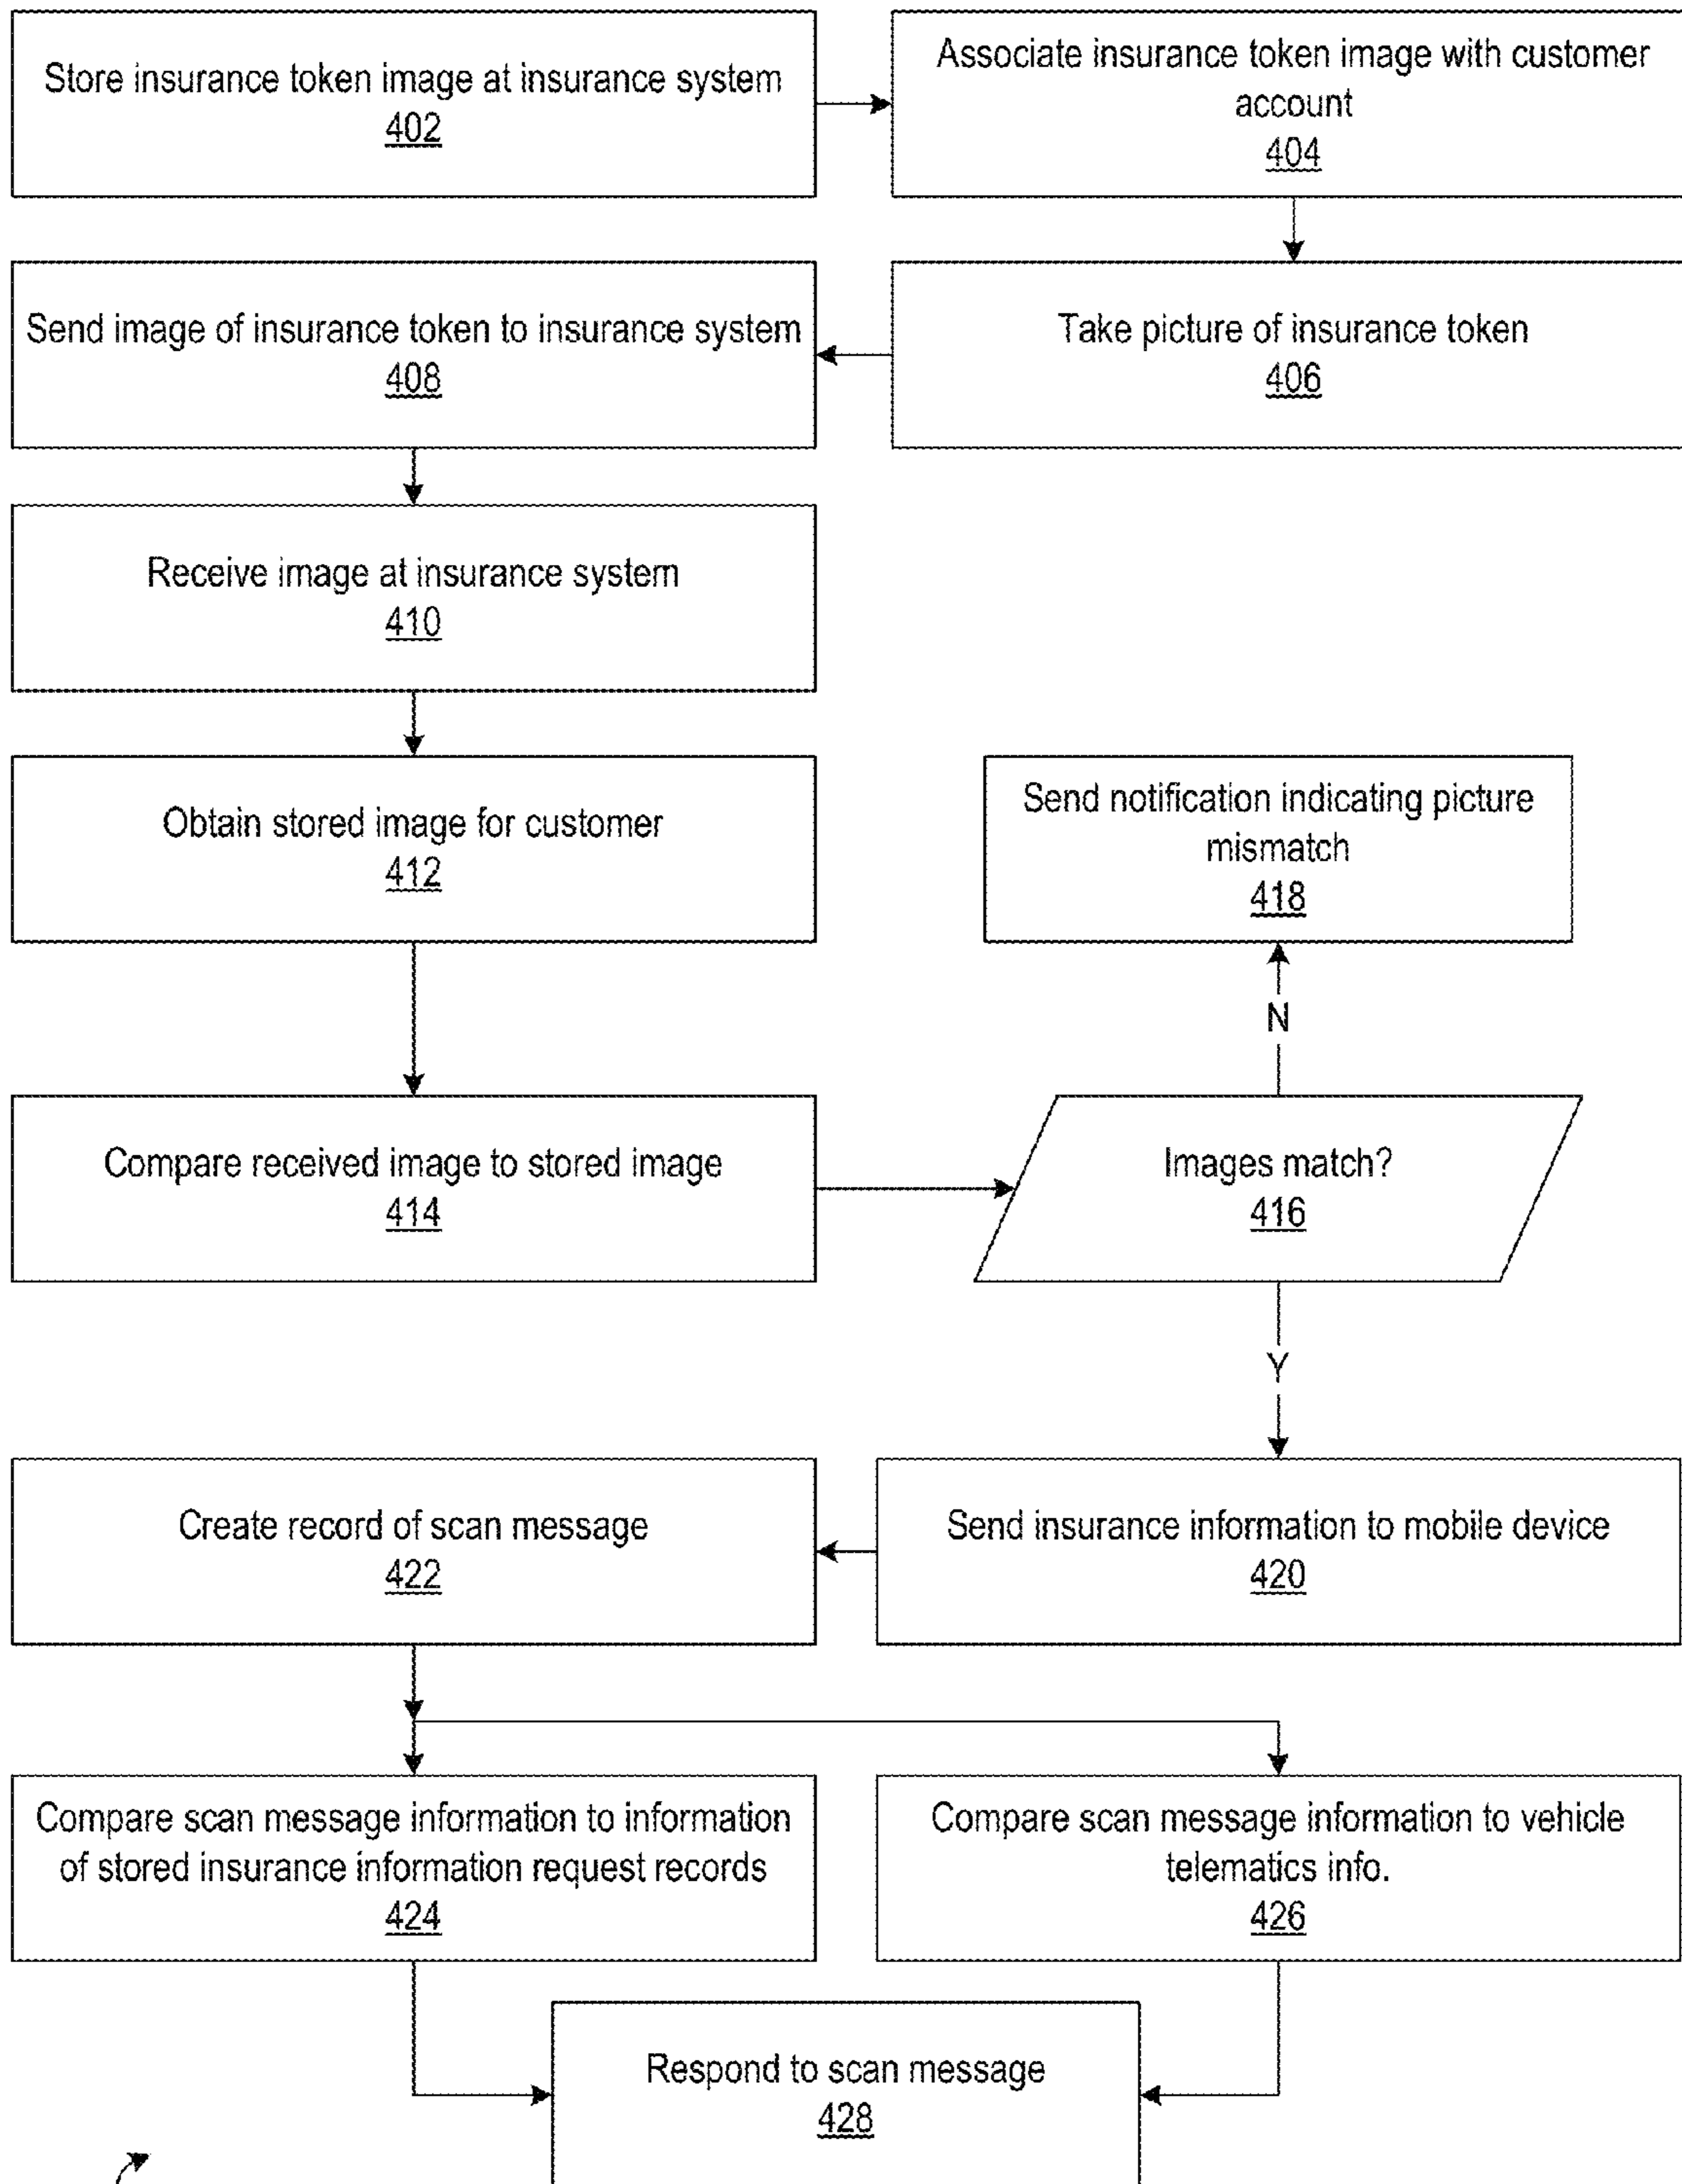 Store insurance token image at insurance system
402
Associate insurance token image with customer
account
404
Send image of insurance token to insurance system
408
Take picture of insurance token
406
Receive image at insurance system
410
Obtain stored image for customer
412
Send notification indicating picture
mismatch
418
N
Compare received image to stored image
414
Images match?
416
Y
Create record of scan message
422
Send insurance information to mobile device
420
Compare scan message information to information
of stored insurance information request records
424
Compare scan message information to vehicle
telematics info.
426
Respond to scan message
428